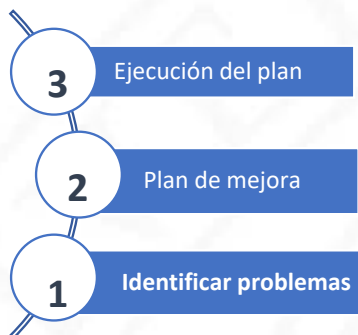 3
Ejecución del plan
2
Plan de mejora
1
Identificar problemas